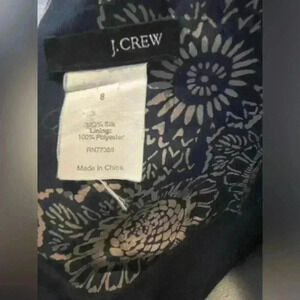 J.CREW
8
100% Silk
Lining:
100% Polyester
RN77388
Made in China